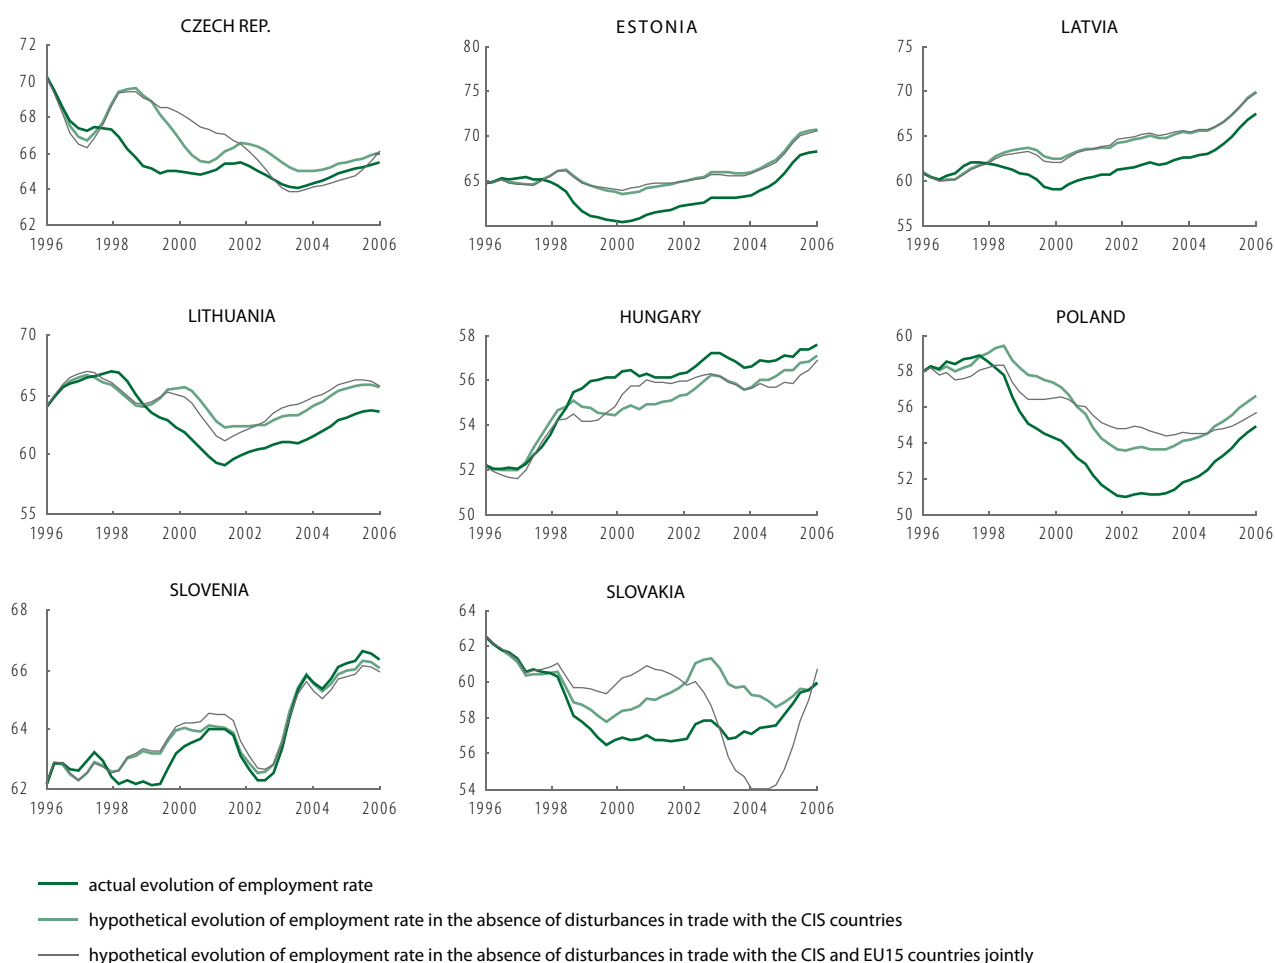 CZECH REP.
72
70
68
66
64
62
1996 1998 2000 2002 2004 2006
ESTONIA
80
75
70
65
1996 1998 2000 2002 2004 2006
LATVIA
75
70
65
60
55
1996 1998 2000 2002 2004 2006
LITHUANIA
70
65
60
55
1996 1998 2000 2002 2004 2006
HUNGARY
58
56
54
52
50
1996 1998 2000 2002 2004 2006
POLAND
60
58
56
54
52
50
1996 1998 2000 2002 2004 2006
SLOVENIA
68
66
64
62
1996 1998 2000 2002 2004 2006
SLOVAKIA
64
62
60
58
56
54
1996 1998 2000 2002 2004 2006
actual evolution of employment rate
hypothetical evolution of employment rate in the absence of disturbances in trade with the CIS countries
hypothetical evolution of employment rate in the absence of disturbances in trade with the CIS and EU15 countries jointly